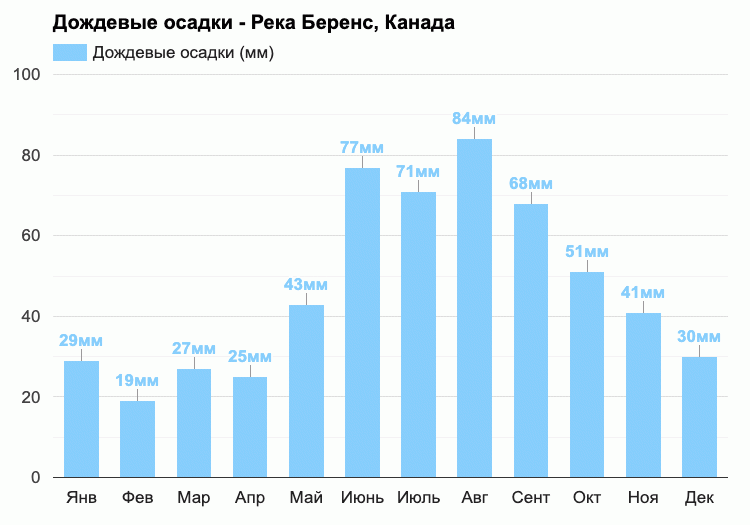 Дождевые осадки - Река Беренс, Канада
Дождевые осадки (мм)
100
80
60
40
20
0
29мм
19мм
27мм
25мм
43мм
77мм
71мм
84мм
68мм
51мм
41мм
30мм
Янв Фев Мар Апр Май Июнь Июль Авг Сент Окт Ноя Дек